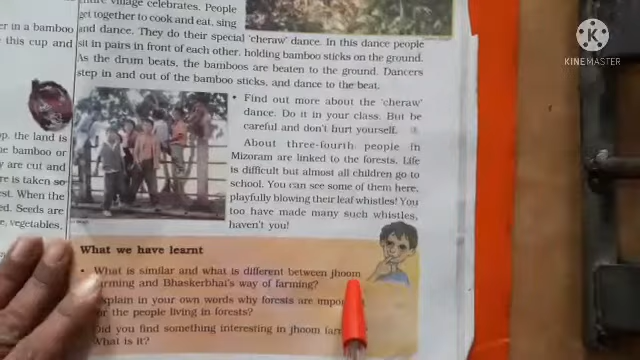 village celebrates. People
get together to cook and eat, sing
and dance. They do their special 'cheraw' dance. In this dance people
sit in pairs in front of each other, holding bamboo sticks on the ground.
As the drum beats, the bamboos are beaten to the ground. Dancers
step in and out of the bamboo sticks, and dance to the beat.
• Find out more about the 'cheraw'
dance. Do it in your class. But be
careful and don't hurt yourself.
About three-fourth people in
Mizoram are linked to the forests. Life
is difficult but almost all children go to
school. You can see some of them here,
playfully blowing their leaf whistles! You
too have made many such whistles,
haven't you!
What we have learnt
• What is similar and what is different between jhoom
farming and Bhaskerbhai's way of farming?
Explain in your own words why forests are
for the people living in forests?
Did you find something interesting in jhoom
What is it?
in a bamboo
this cup and
the land is
bamboo or
are cut and
is taken so
When the
Seeds are
vegetables,
KINEMASTER